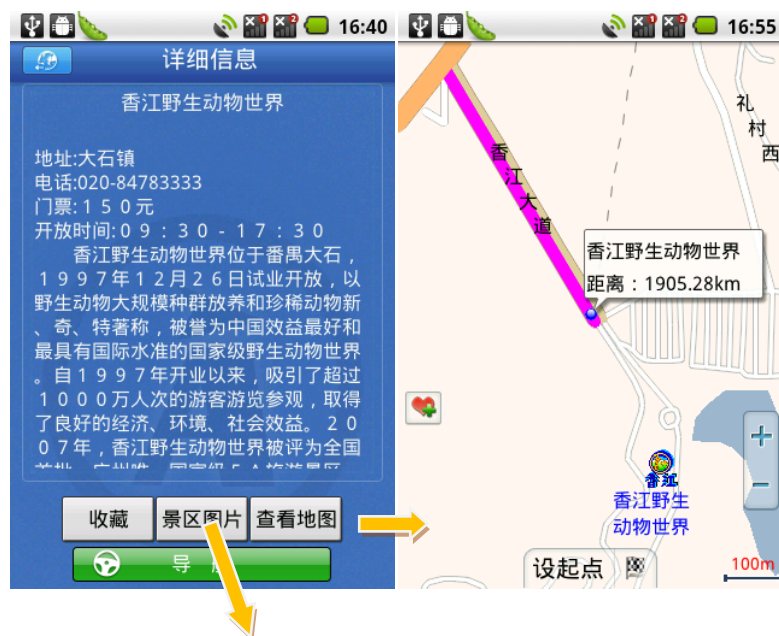 16:40
详细信息
香江野生动物世界
地址:大石镇
电话:020-84783333
门票:１５０元
开放时间:０９：３０-１７：３０
香江野生动物世界位于番禺大石，
１９９７年１２月２６日试业开放，以
野生动物大规模种群放养和珍稀动物新
、奇、特著称，被誉为中国效益最好和
最具有国际水准的国家级野生动物世界
。自１９９７年开业以来，吸引了超过
１０００万人次的游客游览参观，取得
了良好的经济、环境、社会效益。２０
０７年，香江野生动物世界被评为全国
收藏
景区图片
查看地图
导
16:55
礼村西
香江大道
香江野生动物世界
距离：1905.28km
香江
香江野生
动物世界
设起点
100m